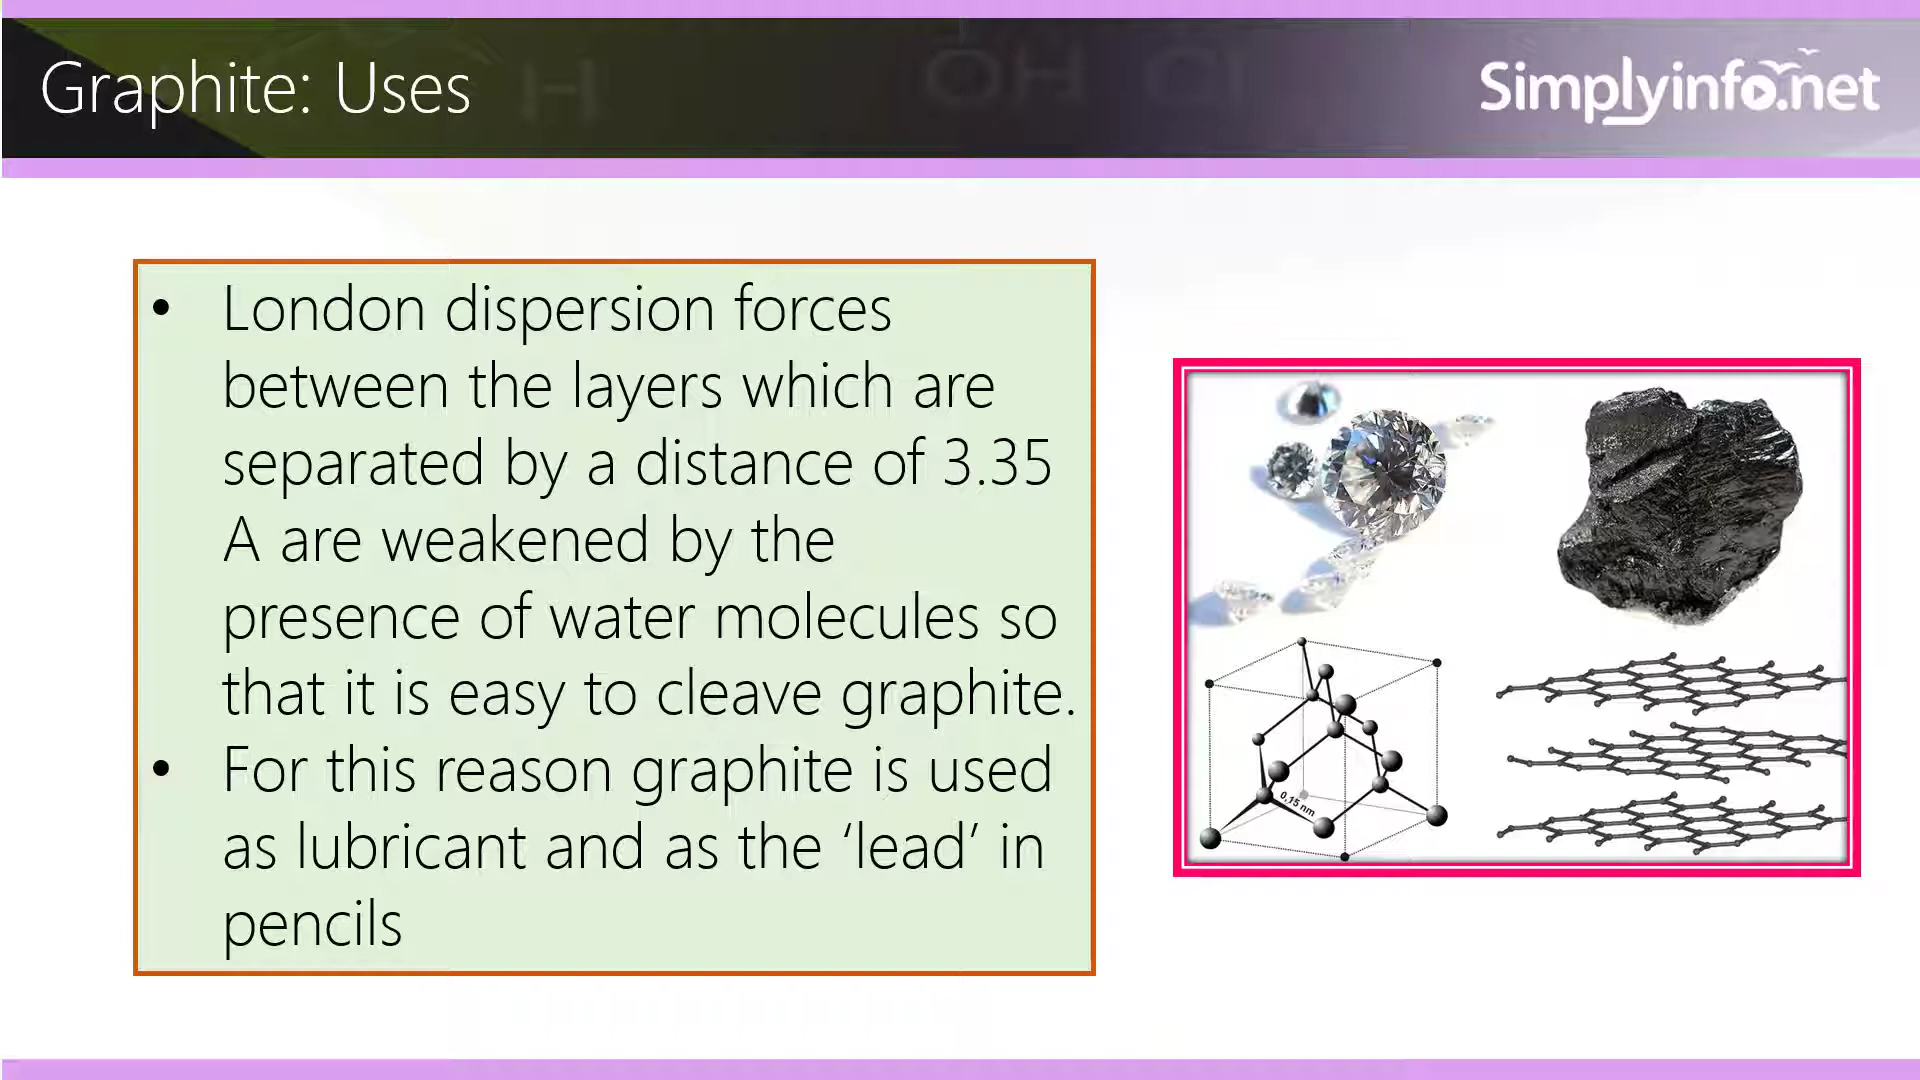 Graphite: Uses
Simplyinfo.net
H
OH Cl
• London dispersion forces
between the layers which are
separated by a distance of 3.35
A are weakened by the
presence of water molecules so
that it is easy to cleave graphite.
• For this reason graphite is used
as lubricant and as the ‘lead’ in
pencils
0,15 nm